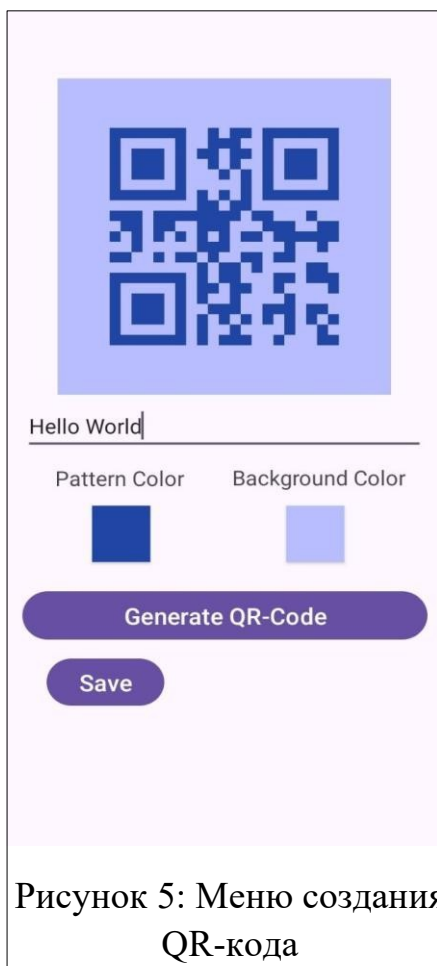 Hello World
Pattern Color Background Color
Generate QR-Code
Save
Рисунок 5: Меню создания
QR-кода